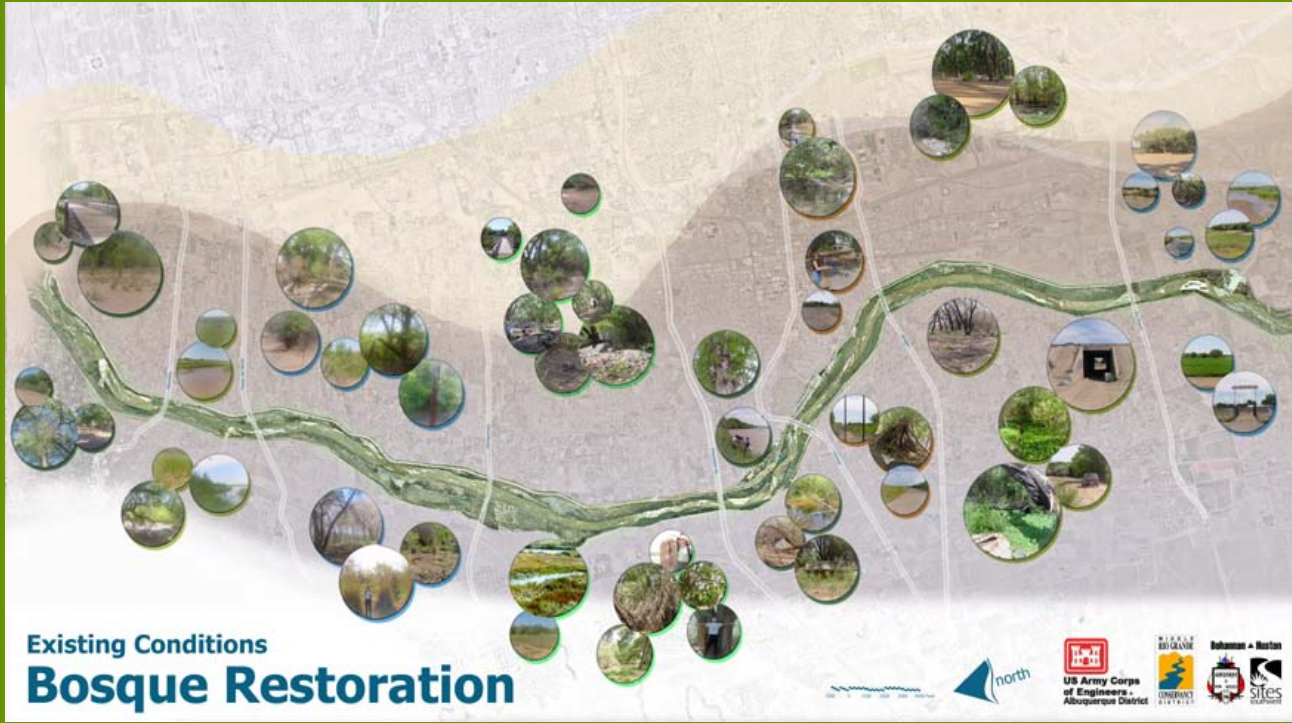 Existing Conditions
Bosque Restoration
north
US Army Corps
of Engineers
Albuquerque District
MIDDLE
RIO GRANDE
CONSERVANCY
DISTRICT
Bohannan ▲ Huston
sites
southwest